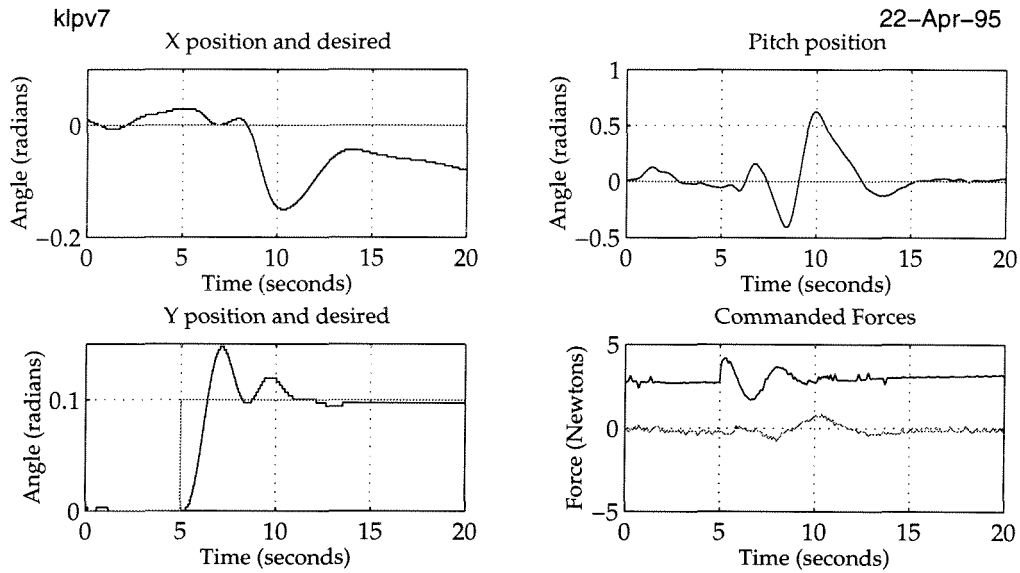 klpv7
22-Apr-95
X position and desired
Angle (radians)
0
-0.2
0 5 10 15 20
Time (seconds)
Pitch position
Angle (radians)
1
0.5
0
-0.5
0 5 10 15 20
Time (seconds)
Y position and desired
Angle (radians)
0.1
0
0 5 10 15 20
Time (seconds)
Commanded Forces
Force (Newtons)
5
0
-5
0 5 10 15 20
Time (seconds)